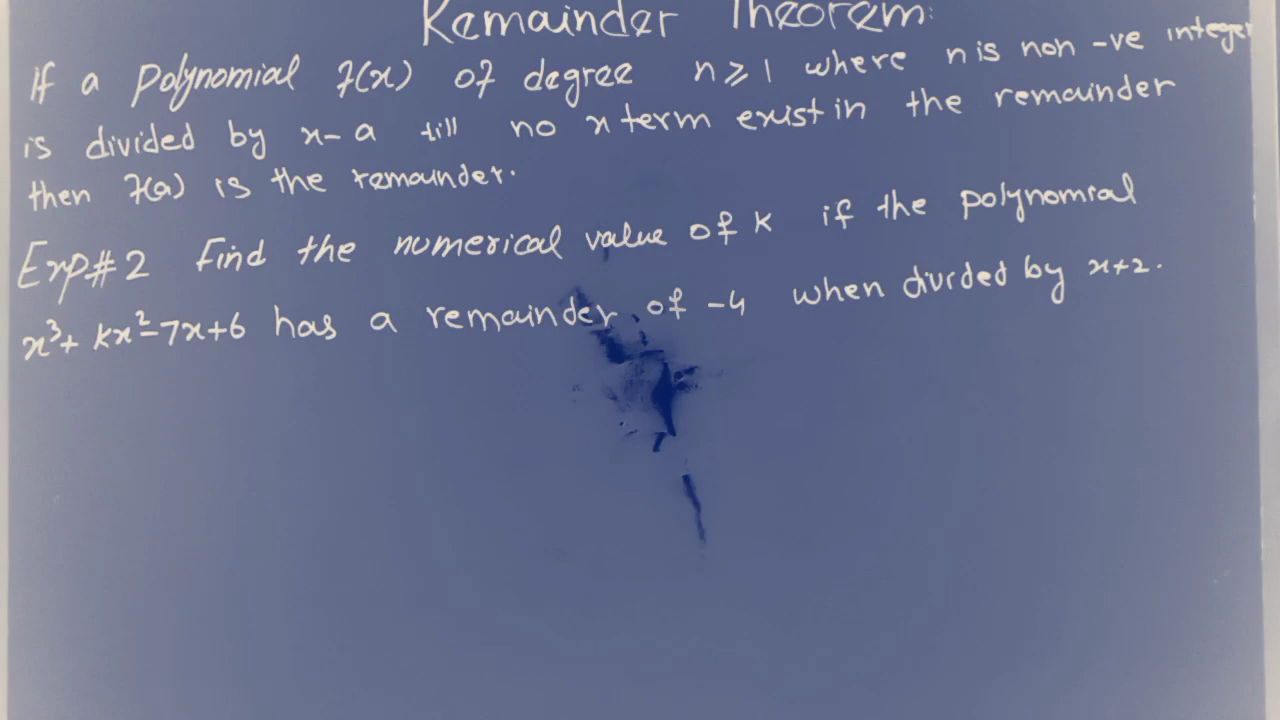 Remainder Theorem:
If a Polynomial f(x) of degree n ≥ 1 where n is non -ve integer
is divided by x-a till no x term exist in the remainder
then f(a) is the remainder.
Exp#2 Find the numerical value of k if the polynomial
x³+ kx²-7x+6 has a remainder of -4 when divided by x+2.